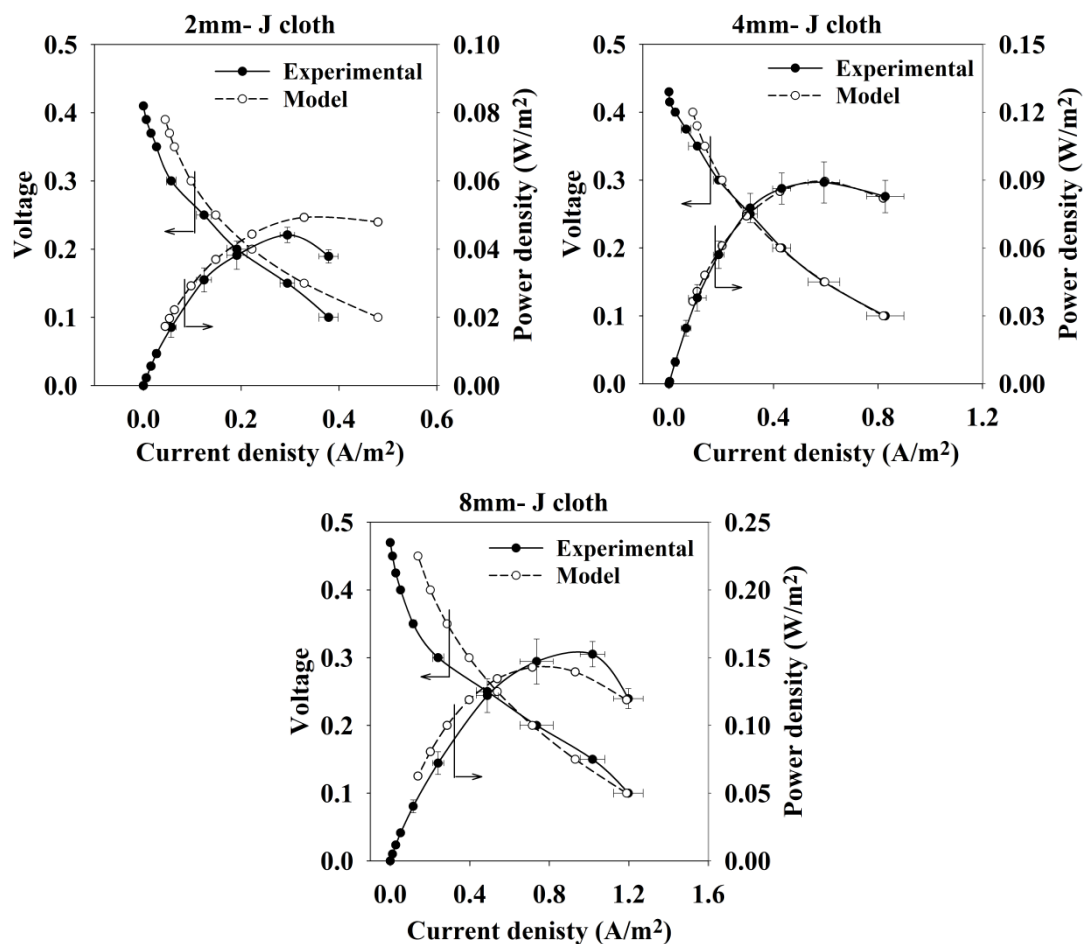 2mm- J cloth
0.5
0.4
0.3
0.2
0.1
0.0
Voltage
Experimental
Model
0.10
0.08
0.06
0.04
0.02
0.00
Power density (W/m²)
0.0 0.2 0.4 0.6
Current denisty (A/m²)
4mm- J cloth
0.5
0.4
0.3
0.2
0.1
0.0
Voltage
Experimental
Model
0.15
0.12
0.09
0.06
0.03
0.00
Power density (W/m²)
0.0 0.4 0.8 1.2
Current denisty (A/m²)
8mm- J cloth
0.5
0.4
0.3
0.2
0.1
0.0
Voltage
Experimental
Model
0.25
0.20
0.15
0.10
0.05
0.00
Power density (W/m²)
0.0 0.4 0.8 1.2 1.6
Current denisty (A/m²)